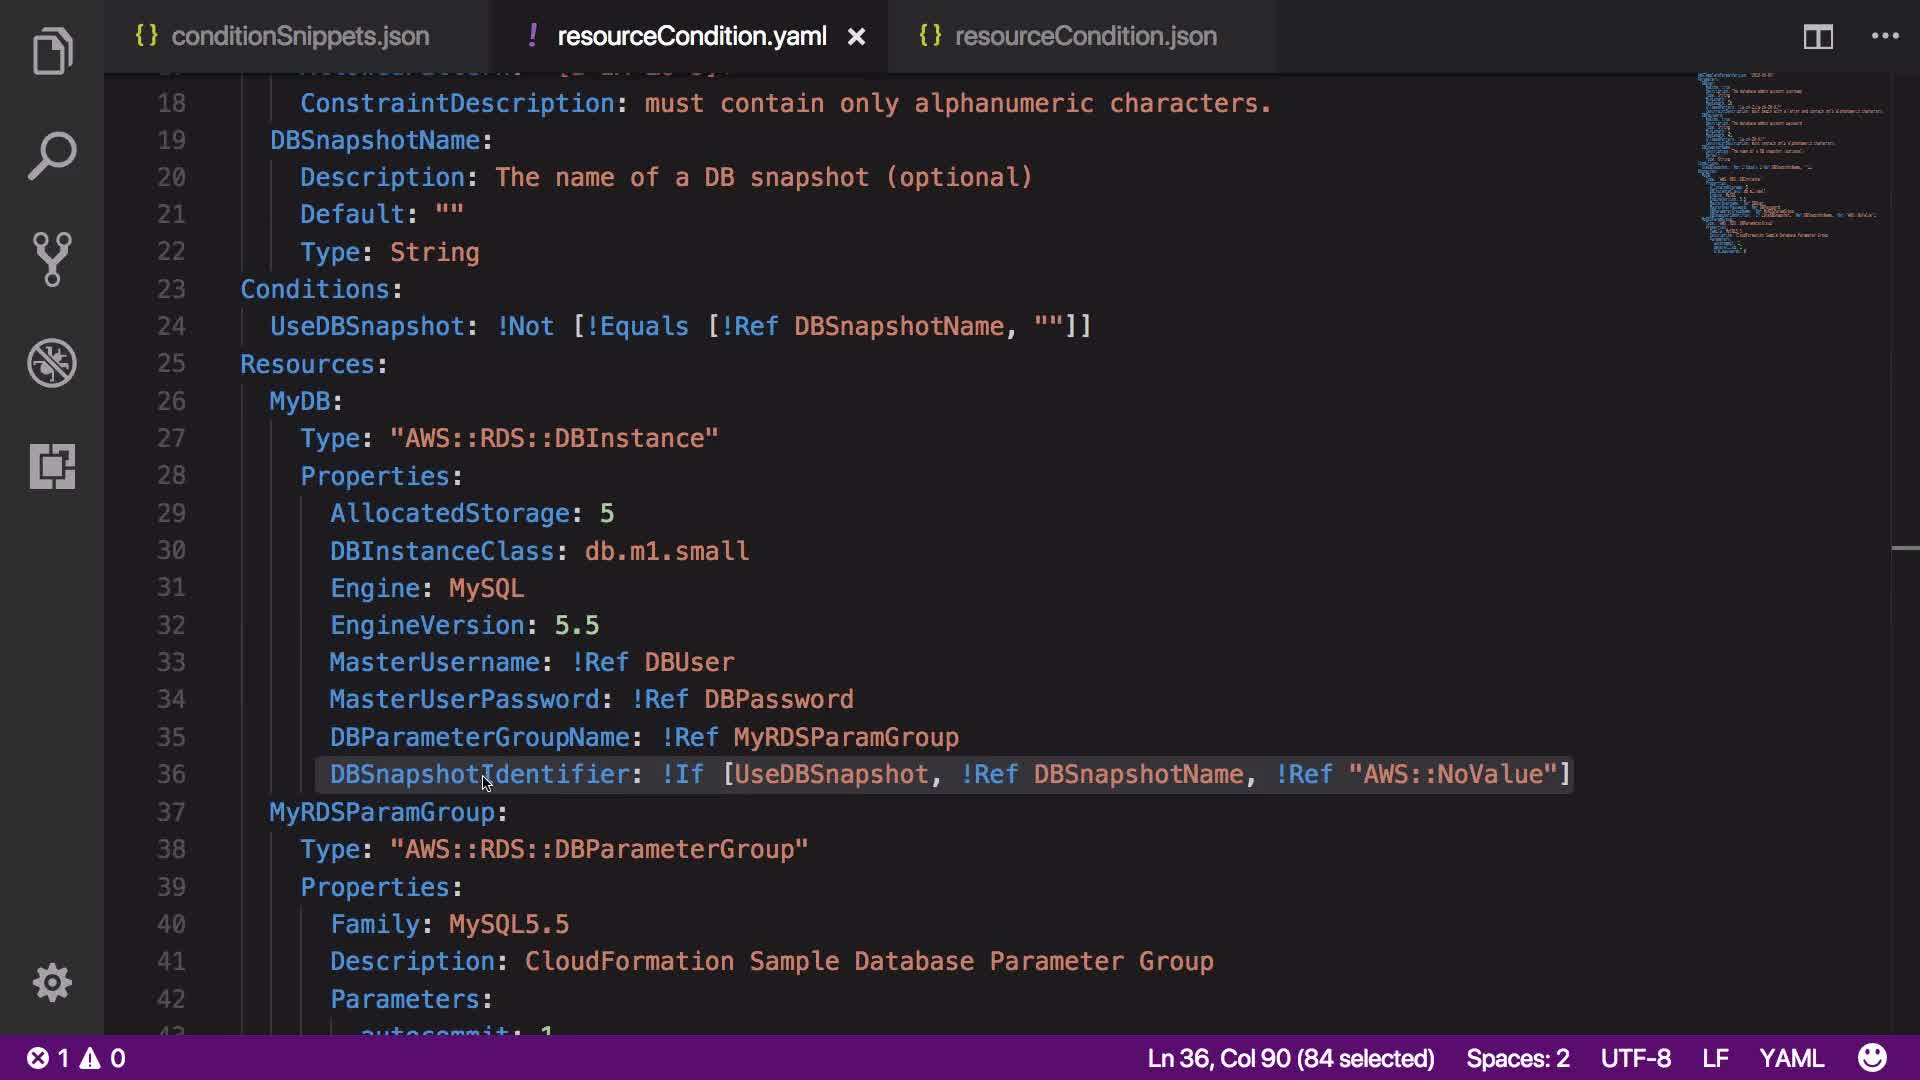 conditionSnippets.json
resourceCondition.yaml
resourceCondition.json
18 ConstraintDescription: must contain only alphanumeric characters.
19 DBSnapshotName:
20 Description: The name of a DB snapshot (optional)
21 Default: ""
22 Type: String
23 Conditions:
24 UseDBSnapshot: !Not [!Equals [!Ref DBSnapshotName, ""]]
25 Resources:
26 MyDB:
27 Type: "AWS::RDS::DBInstance"
28 Properties:
29 AllocatedStorage: 5
30 DBInstanceClass: db.m1.small
31 Engine: MySQL
32 EngineVersion: 5.5
33 MasterUsername: !Ref DBUser
34 MasterUserPassword: !Ref DBPassword
35 DBParameterGroupName: !Ref MyRDSParamGroup
36 DBSnapshotIdentifier: !If [UseDBSnapshot, !Ref DBSnapshotName, !Ref "AWS::NoValue"]
37 MyRDSParamGroup:
38 Type: "AWS::RDS::DBParameterGroup"
39 Properties:
40 Family: MySQL5.5
41 Description: CloudFormation Sample Database Parameter Group
42 Parameters:
43 autocommit: 1
1 0 Ln 36, Col 90 (84 selected) Spaces: 2 UTF-8 LF YAML